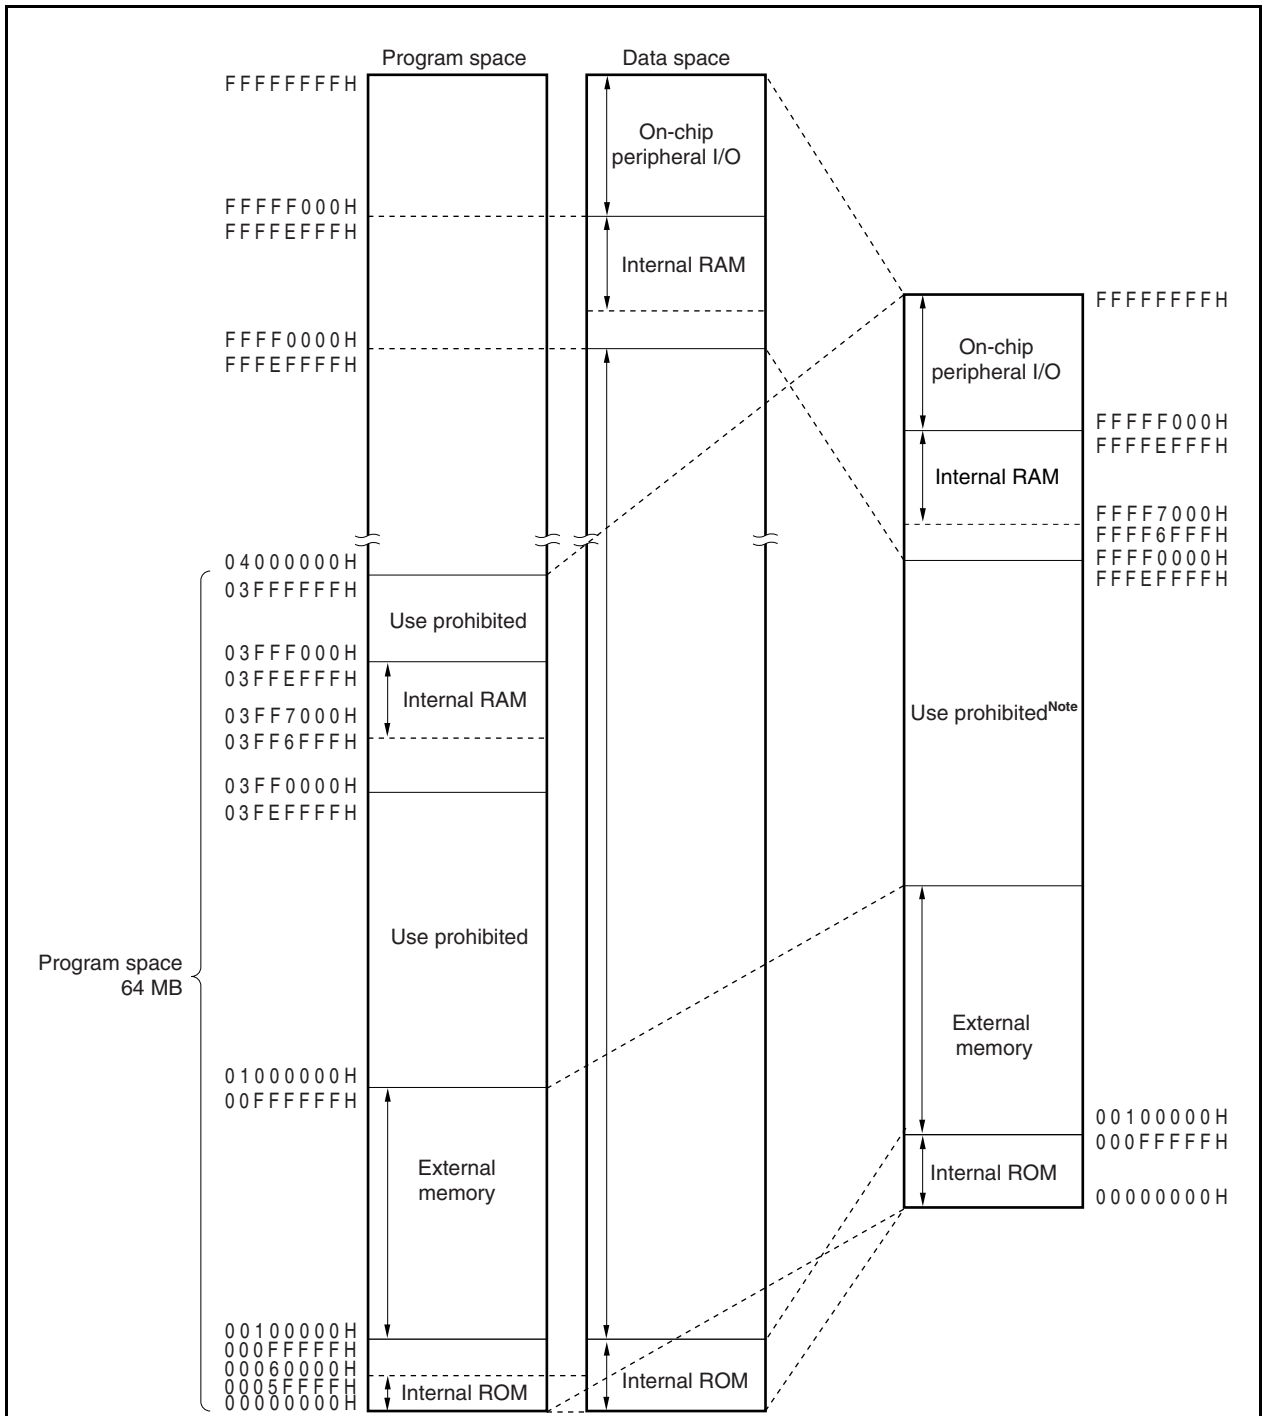 Program space
Data space
FFFFFFFFH
On-chip
peripheral I/O
FFFFF000H
FFFFEFFFH
Internal RAM
FFFF0000H
FFFEFFFFH
04000000H
03FFFFFFH
Use prohibited
03FFF000H
03FFEFFFH
Internal RAM
03FF7000H
03FF6FFFH
03FF0000H
03FEFFFFH
Use prohibited
Program space
64 MB
01000000H
00FFFFFFH
External
memory
00100000H
000FFFFFH
00060000H
0005FFFFH
00000000H
Internal ROM
Internal ROM
FFFFFFFFH
On-chip
peripheral I/O
FFFFF000H
FFFFEFFFH
Internal RAM
FFFF7000H
FFFF6FFFH
FFFF0000H
FFFEFFFFH
Use prohibitedNote
External
memory
00100000H
000FFFFFH
Internal ROM
00000000H